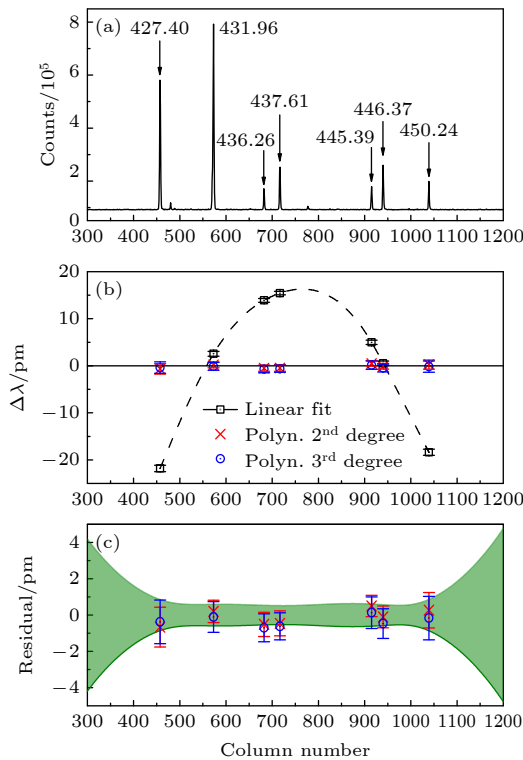 (a)
427.40
431.96
436.26
437.61
445.39
446.37
450.24
Counts/10⁵
8
6
4
2
0
300 400 500 600 700 800 900 1000 1100 1200
(b)
Δλ/pm
20
10
0
−10
−20
Linear fit
Polyn. 2ⁿᵈ degree
Polyn. 3ʳᵈ degree
300 400 500 600 700 800 900 1000 1100 1200
(c)
Residual/pm
4
2
0
−2
−4
300 400 500 600 700 800 900 1000 1100 1200
Column number